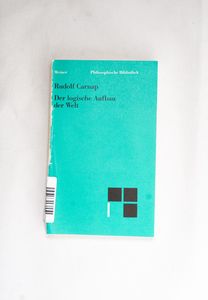 Meiner Philosophische Bibliothek
Rudolf Carnap
Der logische Aufbau
der Welt